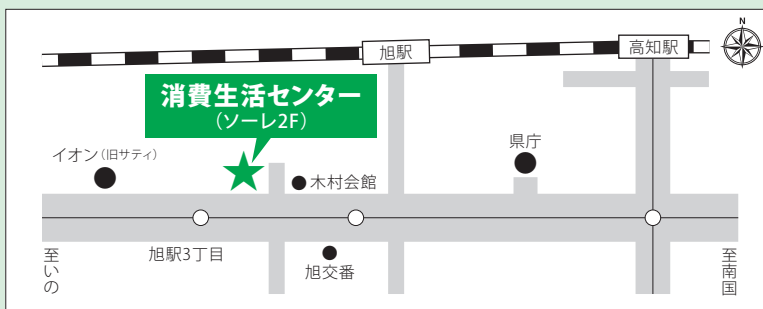 N
旭駅
高知駅
消費生活センター
(ソーレ2F)
イオン(旧サティ)
県庁
木村会館
旭駅3丁目
旭交番
至いの
至南国